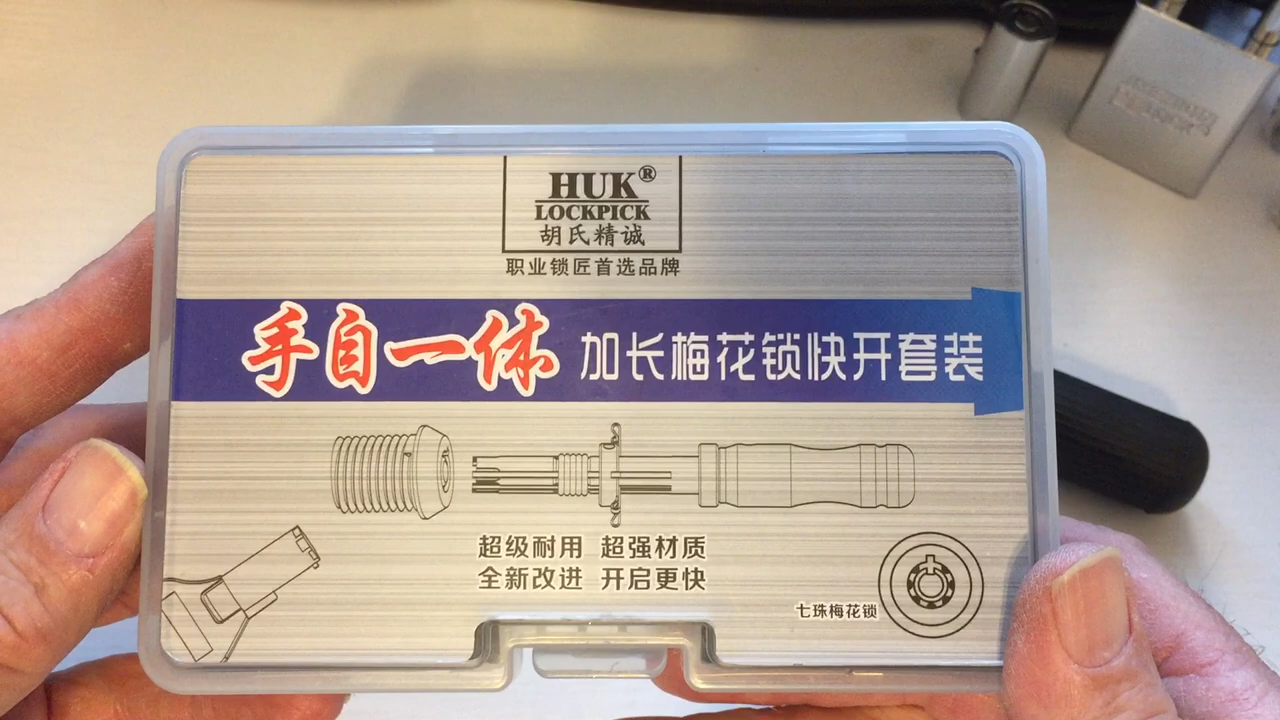 HUK®
LOCKPICK
胡氏精诚
职业锁匠首选品牌
手自一体 加长梅花锁快开套装
超级耐用 超强材质
全新改进 开启更快
七珠梅花锁